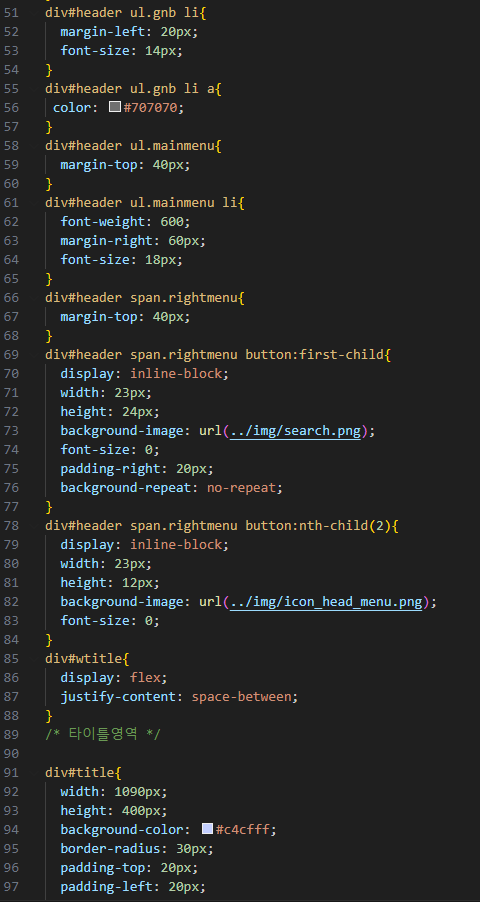 51 div#header ul.gnb li{
52 margin-left: 20px;
53 font-size: 14px;
54 }
55 div#header ul.gnb li a{
56 color: #707070;
57 }
58 div#header ul.mainmenu{
59 margin-top: 40px;
60 }
61 div#header ul.mainmenu li{
62 font-weight: 600;
63 margin-right: 60px;
64 font-size: 18px;
65 }
66 div#header span.rightmenu{
67 margin-top: 40px;
68 }
69 div#header span.rightmenu button:first-child{
70 display: inline-block;
71 width: 23px;
72 height: 24px;
73 background-image: url(../img/search.png);
74 font-size: 0;
75 padding-right: 20px;
76 background-repeat: no-repeat;
77 }
78 div#header span.rightmenu button:nth-child(2){
79 display: inline-block;
80 width: 23px;
81 height: 12px;
82 background-image: url(../img/icon_head_menu.png);
83 font-size: 0;
84 }
85 div#wtitle{
86 display: flex;
87 justify-content: space-between;
88 }
89 /* 타이틀영역 */
90
91 div#title{
92 width: 1090px;
93 height: 400px;
94 background-color: #c4cfff;
95 border-radius: 30px;
96 padding-top: 20px;
97 padding-left: 20px;